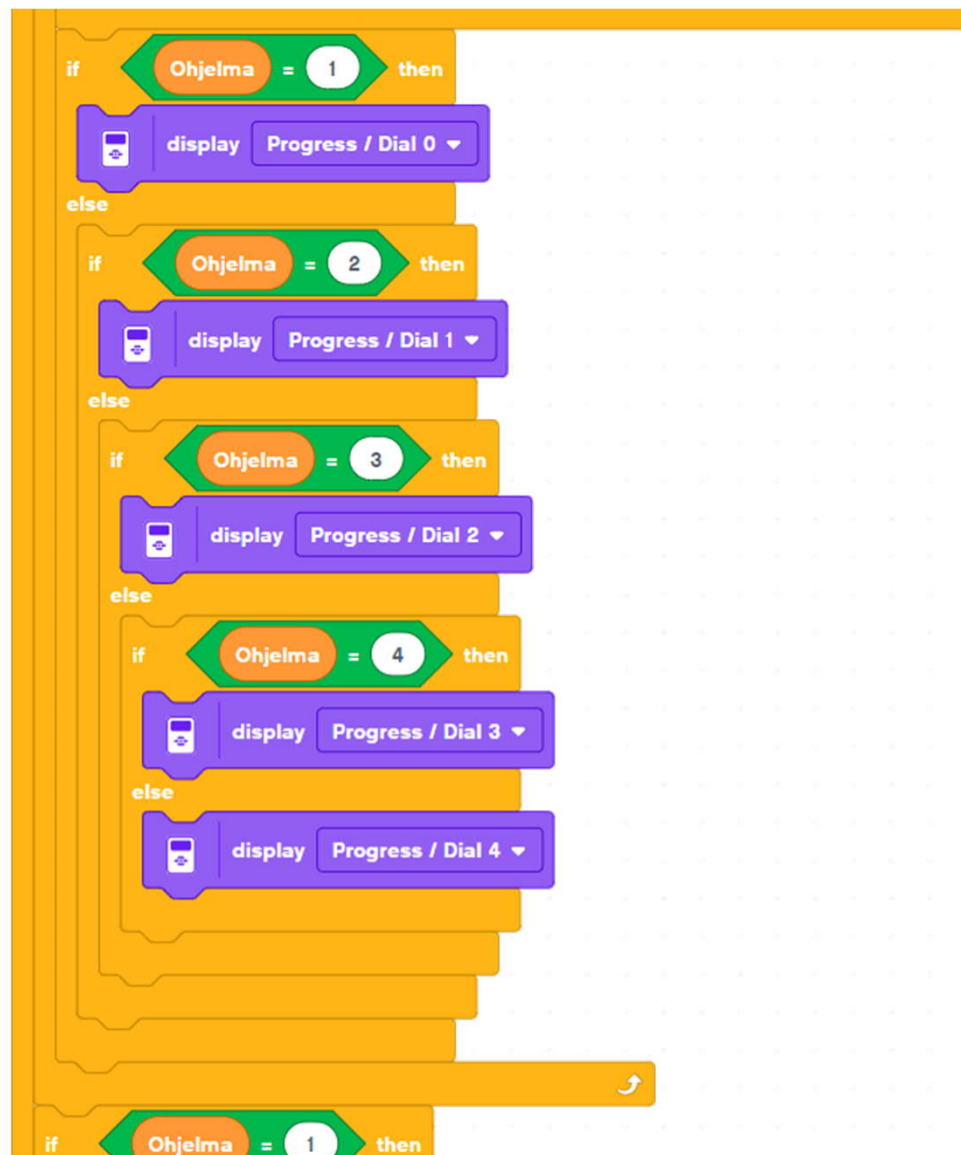 if Ohjelma = 1 then
display Progress / Dial 0
else
if Ohjelma = 2 then
display Progress / Dial 1
else
if Ohjelma = 3 then
display Progress / Dial 2
else
if Ohjelma = 4 then
display Progress / Dial 3
else
display Progress / Dial 4
if Ohjelma = 1 then